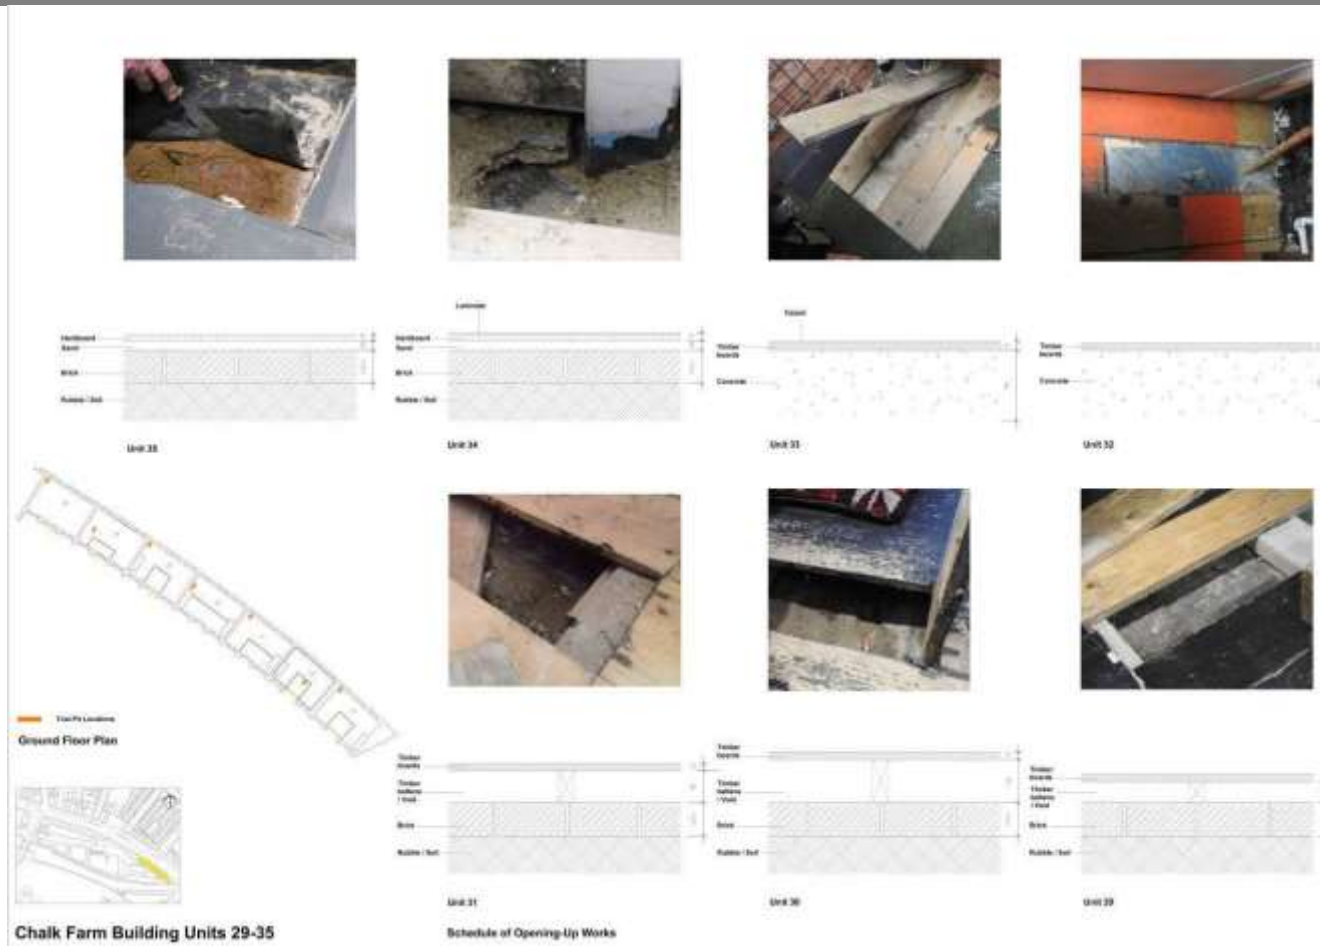 Hardboard
Sand
Brick
Rubble / Soil
Unit 35
Laminate
Hardboard
Sand
Brick
Rubble / Soil
Unit 34
Timber
boards
Concrete
Unit 33
Timber
boards
Concrete
Unit 32
Trial Pit Locations
Ground Floor Plan
Timber
boards
Timber
battens
/ Void
Brick
Rubble / Soil
Unit 31
Timber
boards
Timber
battens
/ Void
Brick
Rubble / Soil
Unit 30
Timber
boards
Timber
battens
/ Void
Brick
Rubble / Soil
Unit 29
Chalk Farm Building Units 29-35
Schedule of Opening-Up Works